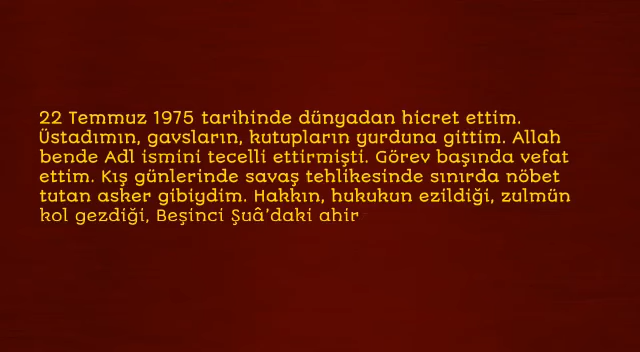 22 Temmuz 1975 tarihinde dünyadan hicret ettim.
Üstadımın, gavsların, kutupların yurduna gittim. Allah
bende Adl ismini tecelli ettirmişti. Görev başında vefat
ettim. Kış günlerinde savaş tehlikesinde sınırda nöbet
tutan asker gibiydim. Hakkın, hukukun ezildiği, zulmün
kol gezdiği, Beşinci Şuâ'daki ahir